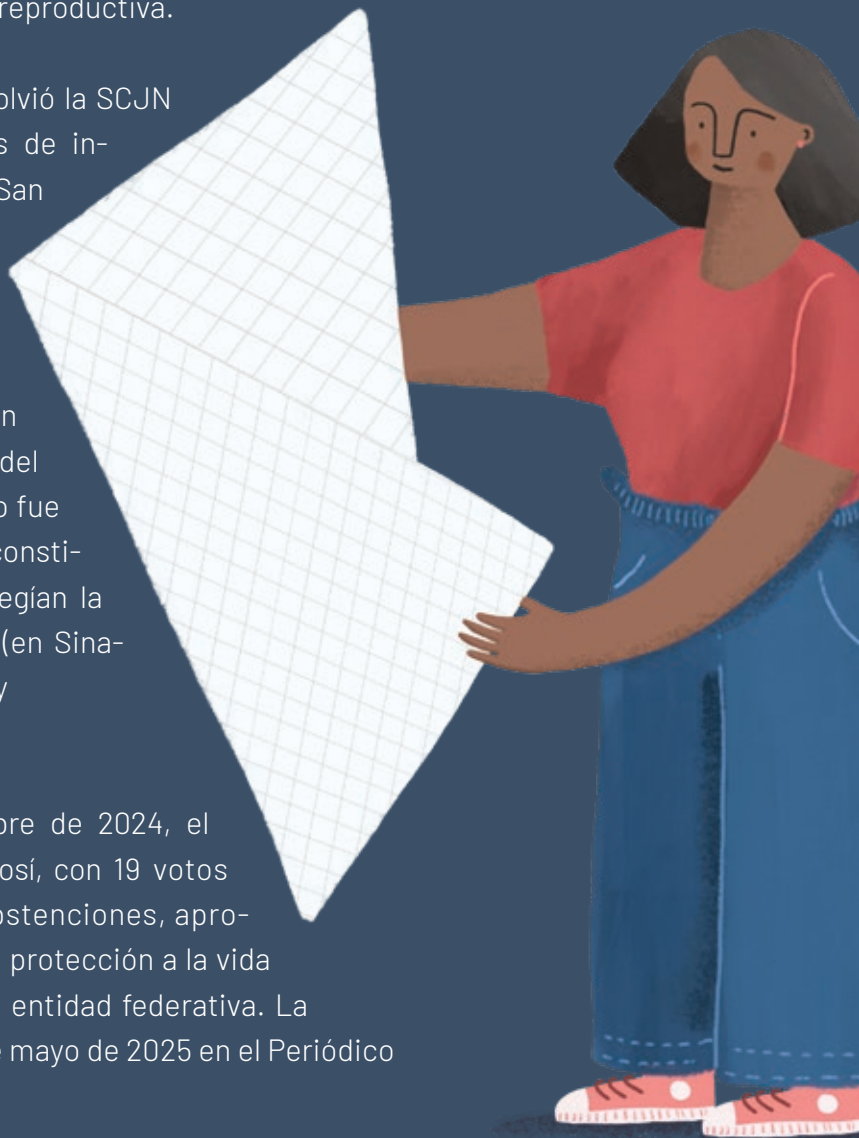 reproductiva.
olvió la SCJN
s de in-
San
n
del
o fue
consti-
egían la
(en Sina-
y
bre de 2024, el
osí, con 19 votos
bstenciones, apro-
protección a la vida
entidad federativa. La
e mayo de 2025 en el Periódico